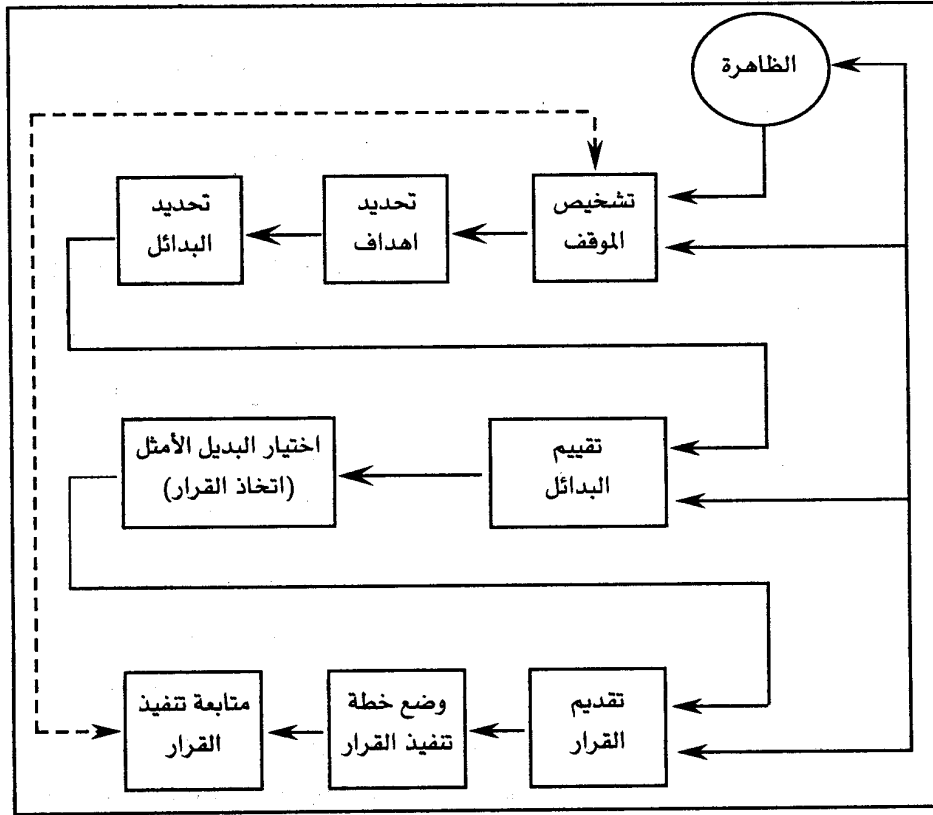 الظاهرة
تشخيص
الموقف
تحديد
اهداف
تحديد
البدائل
تقييم
البدائل
اختيار البديل الأمثل
(اتخاذ القرار)
تقديم
القرار
وضع خطة
تنفيذ القرار
متابعة تنفيذ
القرار